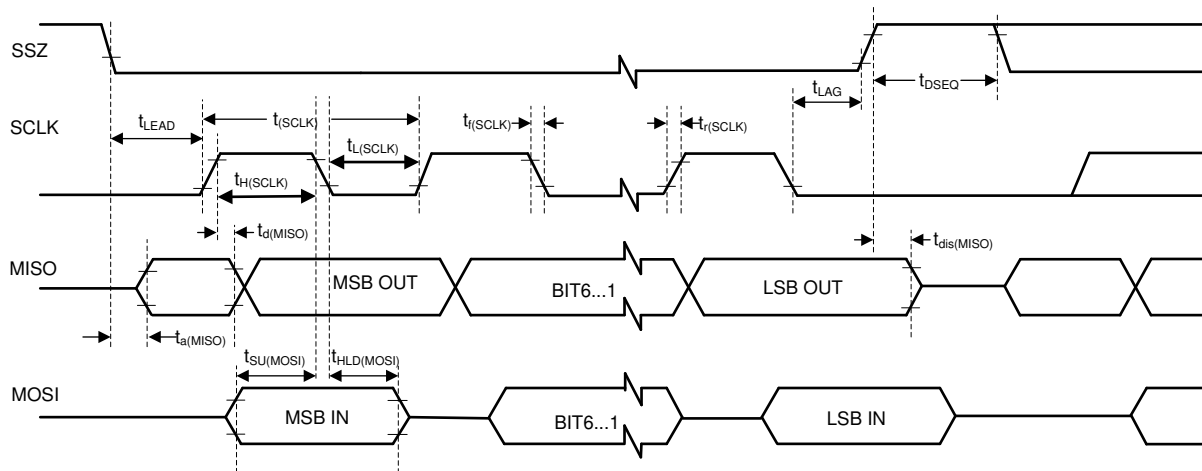 SSZ
tLAG
tDSEQ
SCLK
tLEAD
t(SCLK)
tf(SCLK)
tr(SCLK)
tL(SCLK)
tH(SCLK)
td(MISO)
tdis(MISO)
MISO
MSB OUT
BIT6...1
LSB OUT
ta(MISO)
tSU(MOSI)
tHLD(MOSI)
MOSI
MSB IN
BIT6...1
LSB IN